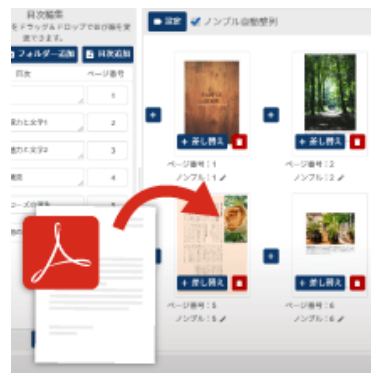 目次編集
をドラッグ＆ドロップで並び順を変
更できます。
フォルダー追加
目次追加
目次
ページ番号
1
2
3
4
設定
ノンブル自動整列
差し替え
差し替え
ページ番号：1
ノンブル：1
ページ番号：2
ノンブル：2
差し替え
差し替え
ページ番号：5
ノンブル：5
ページ番号：6
ノンブル：6